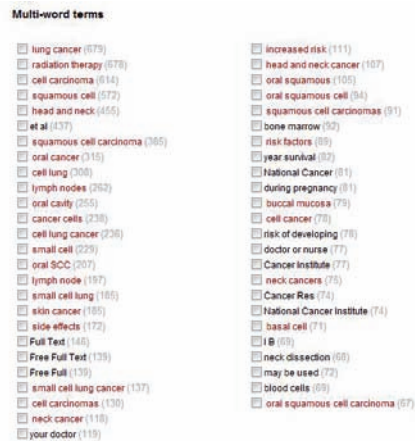 Multi-word terms
lung cancer (679)
radiation therapy (678)
cell carcinoma (614)
squamous cell (572)
head and neck (455)
et al (437)
squamous cell carcinoma (385)
oral cancer (315)
cell lung (308)
lymph nodes (262)
oral cavity (255)
cancer cells (238)
cell lung cancer (236)
small cell (229)
oral SCC (207)
lymph node (197)
small cell lung (185)
skin cancer (185)
side effects (172)
Full Text (146)
Free Full Text (139)
Free Full (139)
small cell lung cancer (137)
cell carcinomas (130)
neck cancer (118)
your doctor (119)
increased risk (111)
head and neck cancer (107)
oral squamous (105)
oral squamous cell (94)
squamous cell carcinomas (91)
bone marrow (92)
risk factors (89)
year survival (82)
National Cancer (81)
during pregnancy (81)
buccal mucosa (79)
cell cancer (78)
risk of developing (78)
doctor or nurse (77)
Cancer Institute (77)
neck cancers (75)
Cancer Res (74)
National Cancer Institute (74)
basal cell (71)
I B (69)
neck dissection (68)
may be used (72)
blood cells (69)
oral squamous cell carcinoma (67)